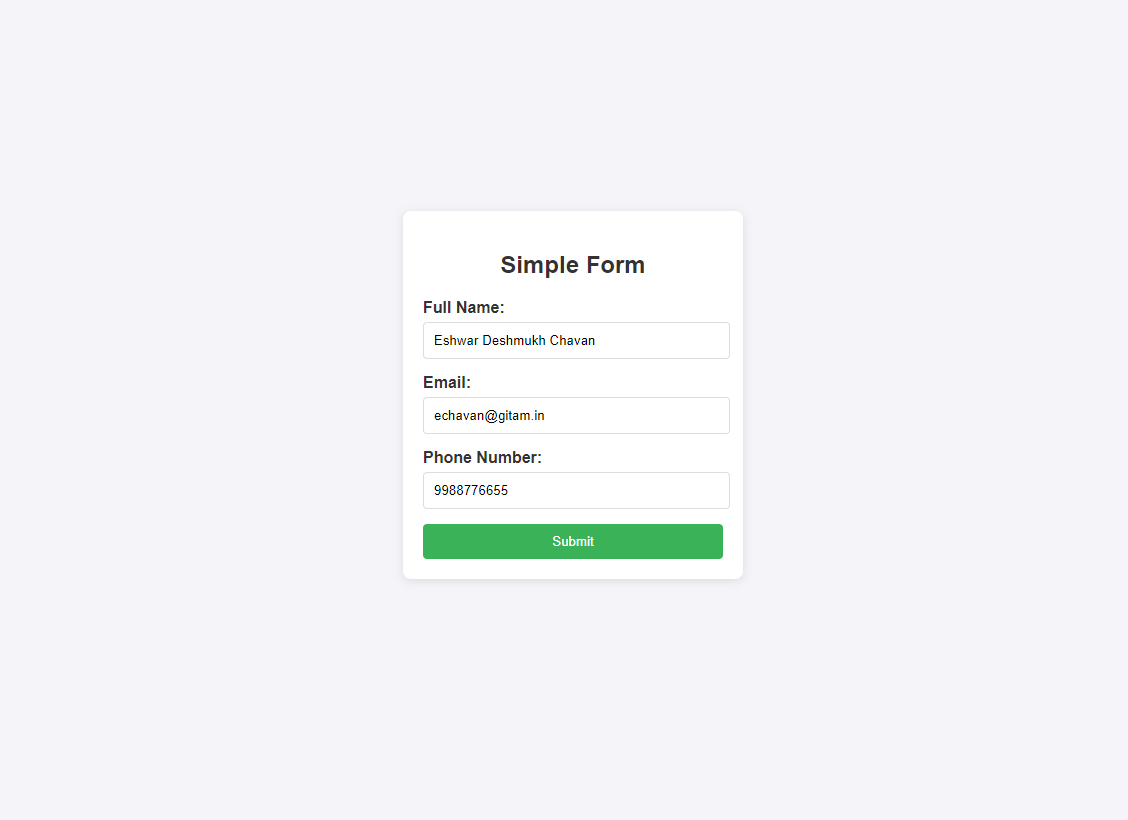 Simple Form
Full Name:
Eshwar Deshmukh Chavan
Email:
echavan@gitam.in
Phone Number:
9988776655
Submit